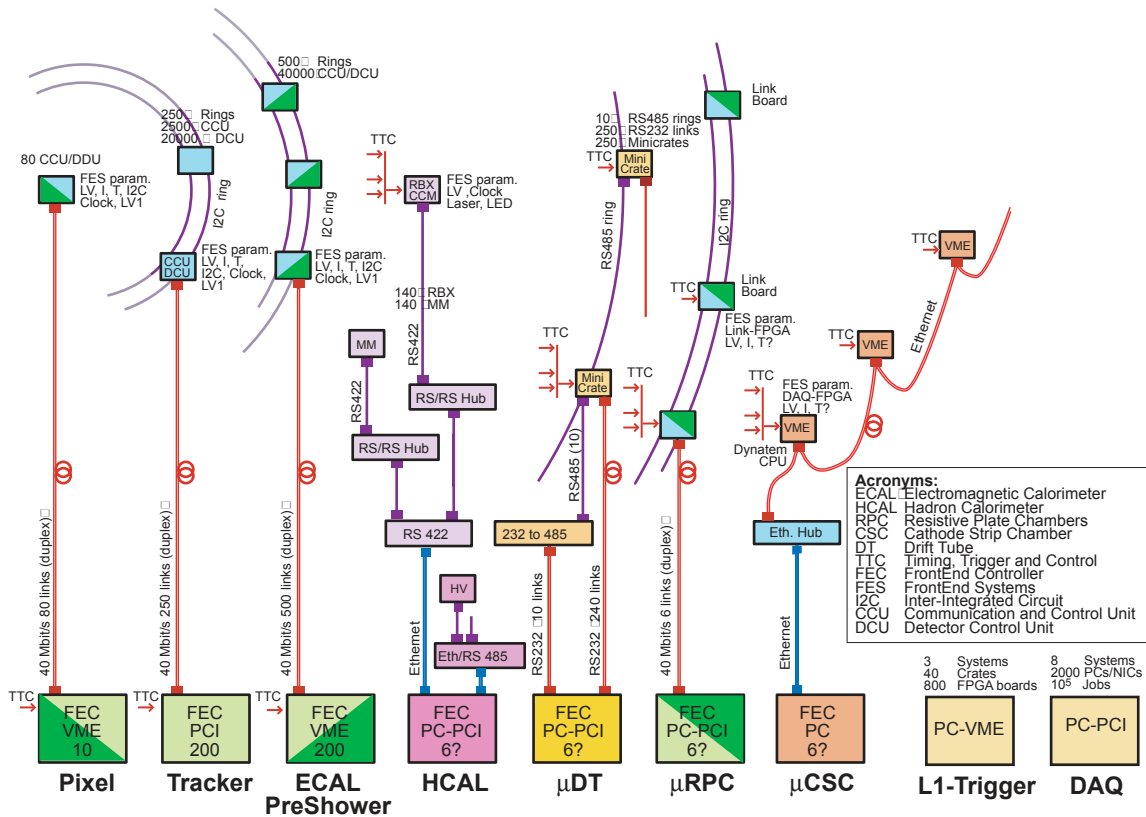 500□ Rings
40000□CCU/DCU
250□ Rings
2500□CCU
20000□ DCU
80 CCU/DDU
FES param.
LV, I, T, I2C
Clock, LV1
I2C ring
CCU
DCU
FES param.
LV, I, T,
I2C, Clock,
LV1
I2C ring
FES param.
LV, I, T, I2C
Clock, LV1
TTC
RBX
CCM
FES param.
LV ,Clock
Laser, LED
140□ RBX
140 □MM
RS422
MM
RS422
RS/RS Hub
RS/RS Hub
RS 422
HV
Eth/RS 485
Ethernet
10□ RS485 rings
250□ RS232 links
250□ Minicrates
TTC
Mini
Crate
RS485 ring
TTC
Mini
Crate
RS485 (10)
232 to 485
RS232 □10 links
RS232 □240 links
Link
Board
I2C ring
TTC
Link
Board
FES param.
Link-FPGA
LV, I, T?
TTC
TTC
VME
Ethernet
TTC
VME
TTC
FES param.
DAQ-FPGA
LV, I, T?
VME
Dynatem
CPU
Eth. Hub
Ethernet
40 Mbit/s 80 links (duplex)□
40 Mbit/s 250 links (duplex)□
40 Mbit/s 500 links (duplex)□
40 Mbit/s 6 links (duplex)□
Acronyms:
ECAL□Electromagnetic Calorimeter
HCAL Hadron Calorimeter
RPC Resistive Plate Chambers
CSC Cathode Strip Chamber
DT Drift Tube
TTC Timing, Trigger and Control
FEC FrontEnd Controller
FES FrontEnd Systems
I2C Inter-Integrated Circuit
CCU Communication and Control Unit
DCU Detector Control Unit
3 Systems
40 Crates
800 FPGA boards
8 Systems
2000 PCs/NICs
10⁵ Jobs
TTC
FEC
VME
10
Pixel
TTC
FEC
PCI
200
Tracker
TTC
FEC
VME
200
ECAL
PreShower
FEC
PC-PCI
6?
HCAL
FEC
PC-PCI
6?
μDT
FEC
PC-PCI
6?
μRPC
FEC
PC
6?
μCSC
PC-VME
L1-Trigger
PC-PCI
DAQ